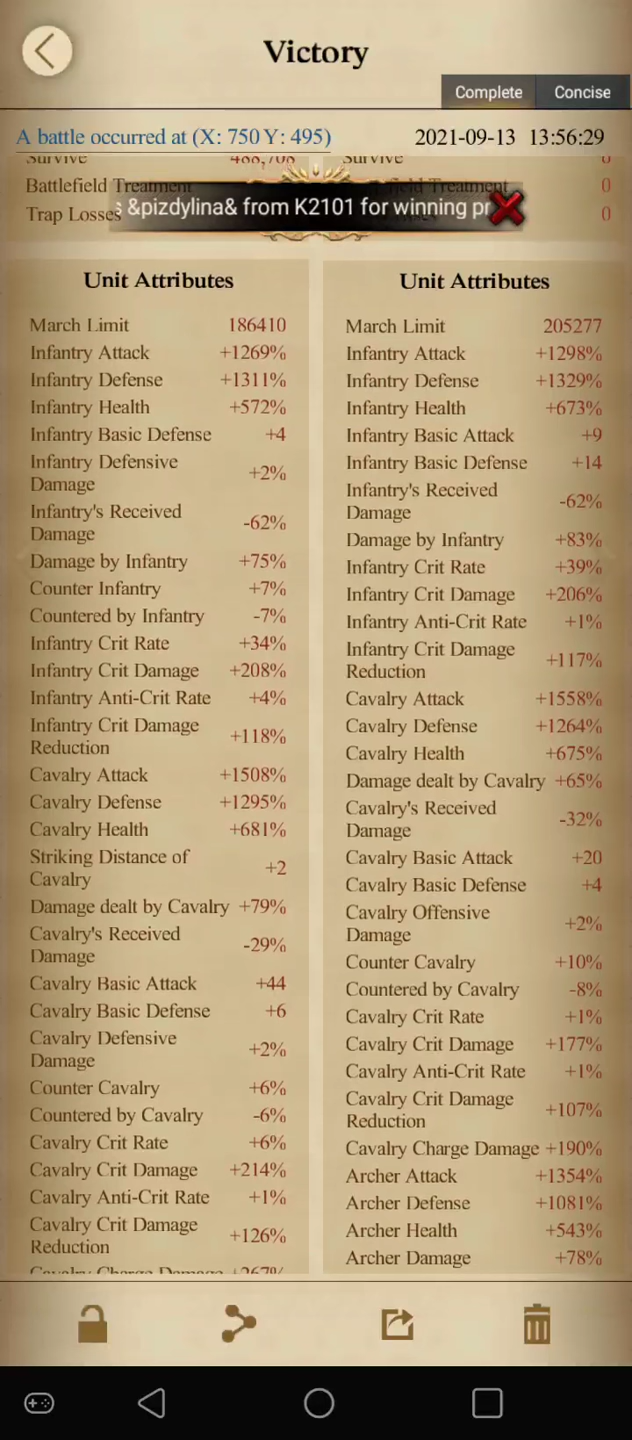 Victory
Complete
Concise
A battle occurred at (X: 750 Y: 495)
2021-09-13 13:56:29
Survive 488,708
Survive 0
Battlefield Treatment
field Treatment 0
Trap Losses
0
s &pizdylina& from K2101 for winning pr
Unit Attributes
March Limit 186410
Infantry Attack +1269%
Infantry Defense +1311%
Infantry Health +572%
Infantry Basic Defense +4
Infantry Defensive
Damage +2%
Infantry's Received
Damage -62%
Damage by Infantry +75%
Counter Infantry +7%
Countered by Infantry -7%
Infantry Crit Rate +34%
Infantry Crit Damage +208%
Infantry Anti-Crit Rate +4%
Infantry Crit Damage
Reduction +118%
Cavalry Attack +1508%
Cavalry Defense +1295%
Cavalry Health +681%
Striking Distance of
Cavalry +2
Damage dealt by Cavalry +79%
Cavalry's Received
Damage -29%
Cavalry Basic Attack +44
Cavalry Basic Defense +6
Cavalry Defensive
Damage +2%
Counter Cavalry +6%
Countered by Cavalry -6%
Cavalry Crit Rate +6%
Cavalry Crit Damage +214%
Cavalry Anti-Crit Rate +1%
Cavalry Crit Damage
Reduction +126%
Cavalry Charge Damage +267%
Unit Attributes
March Limit 205277
Infantry Attack +1298%
Infantry Defense +1329%
Infantry Health +673%
Infantry Basic Attack +9
Infantry Basic Defense +14
Infantry's Received
Damage -62%
Damage by Infantry +83%
Infantry Crit Rate +39%
Infantry Crit Damage +206%
Infantry Anti-Crit Rate +1%
Infantry Crit Damage
Reduction +117%
Cavalry Attack +1558%
Cavalry Defense +1264%
Cavalry Health +675%
Damage dealt by Cavalry +65%
Cavalry's Received
Damage -32%
Cavalry Basic Attack +20
Cavalry Basic Defense +4
Cavalry Offensive
Damage +2%
Counter Cavalry +10%
Countered by Cavalry -8%
Cavalry Crit Rate +1%
Cavalry Crit Damage +177%
Cavalry Anti-Crit Rate +1%
Cavalry Crit Damage
Reduction +107%
Cavalry Charge Damage +190%
Archer Attack +1354%
Archer Defense +1081%
Archer Health +543%
Archer Damage +78%